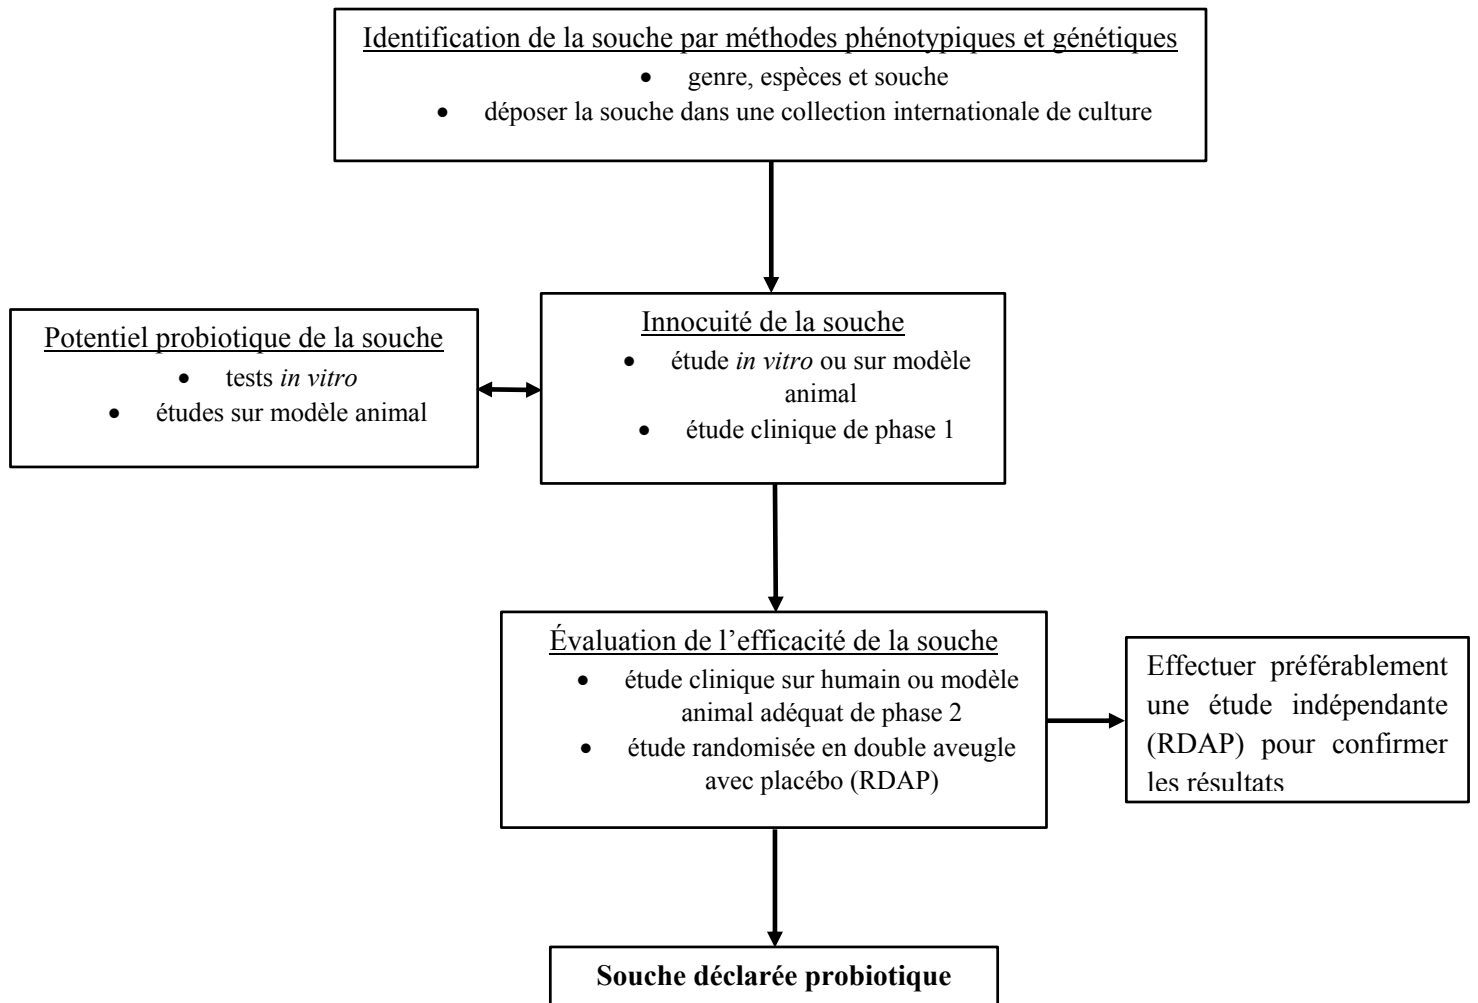 Identification de la souche par méthodes phénotypiques et génétiques
• genre, espèces et souche
• déposer la souche dans une collection internationale de culture
Potentiel probiotique de la souche
• tests in vitro
• études sur modèle animal
Innocuité de la souche
• étude in vitro ou sur modèle
animal
• étude clinique de phase 1
Évaluation de l’efficacité de la souche
• étude clinique sur humain ou modèle
animal adéquat de phase 2
• étude randomisée en double aveugle
avec placébo (RDAP)
Effectuer préférablement
une étude indépendante
(RDAP) pour confirmer
les résultats
Souche déclarée probiotique